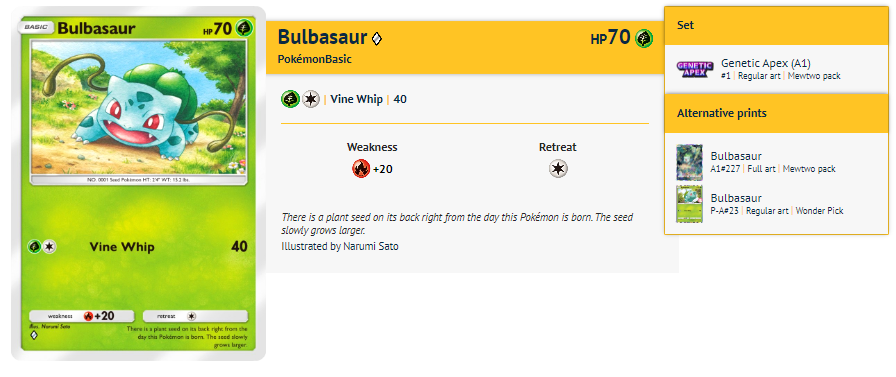 BASIC Bulbasaur HP 70
NO. 0001 Seed Pokémon HT: 2'4" WT: 15.2 lbs.
Vine Whip 40
weakness +20 retreat
Illus. Narumi Sato
There is a plant seed on its back right from the
day this Pokémon is born. The seed slowly
grows larger.
Bulbasaur HP 70
PokémonBasic
| Vine Whip | 40
Weakness Retreat
+20
There is a plant seed on its back right from the day this Pokémon is born. The seed
slowly grows larger.
Illustrated by Narumi Sato
Set
GENETIC APEX
Genetic Apex (A1)
#1 | Regular art | Mewtwo pack
Alternative prints
Bulbasaur
A1#227 | Full art | Mewtwo pack
Bulbasaur
P-A#23 | Regular art | Wonder Pick